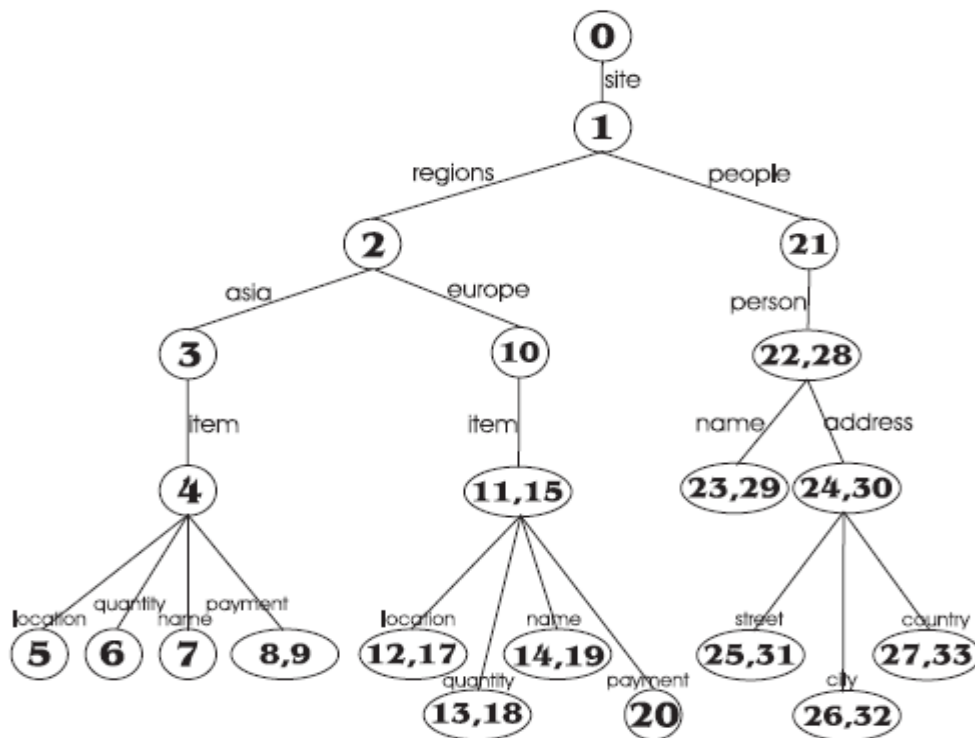 0
site
1
regions people
2 21
asia europe person
3 10 22,28
item item name address
4 11,15 23,29 24,30
location quantity name payment location name street country
5 6 7 8,9 12,17 14,19 25,31 27,33
quantity payment city
13,18 20 26,32